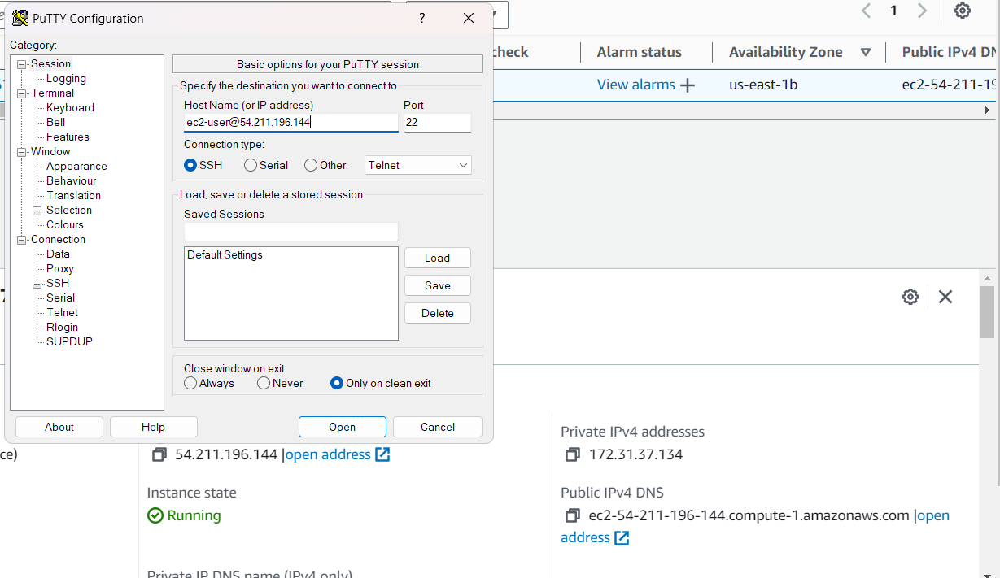 PuTTY Configuration
?
Category:
Session
Logging
Terminal
Keyboard
Bell
Features
Window
Appearance
Behaviour
Translation
Selection
Colours
Connection
Data
Proxy
SSH
Serial
Telnet
Rlogin
SUPDUP
Basic options for your PuTTY session
Specify the destination you want to connect to
Host Name (or IP address) Port
ec2-user@54.211.196.144 22
Connection type:
SSH Serial Other: Telnet
Load, save or delete a stored session
Saved Sessions
Default Settings
Load
Save
Delete
Close window on exit:
Always Never Only on clean exit
About Help Open Cancel
1
check Alarm status Availability Zone Public IPv4 DN
View alarms + us-east-1b ec2-54-211-19
ce)
54.211.196.144 |open address
Instance state
Running
Private IP DNS name (IPv4 only)
Private IPv4 addresses
172.31.37.134
Public IPv4 DNS
ec2-54-211-196-144.compute-1.amazonaws.com |open
address